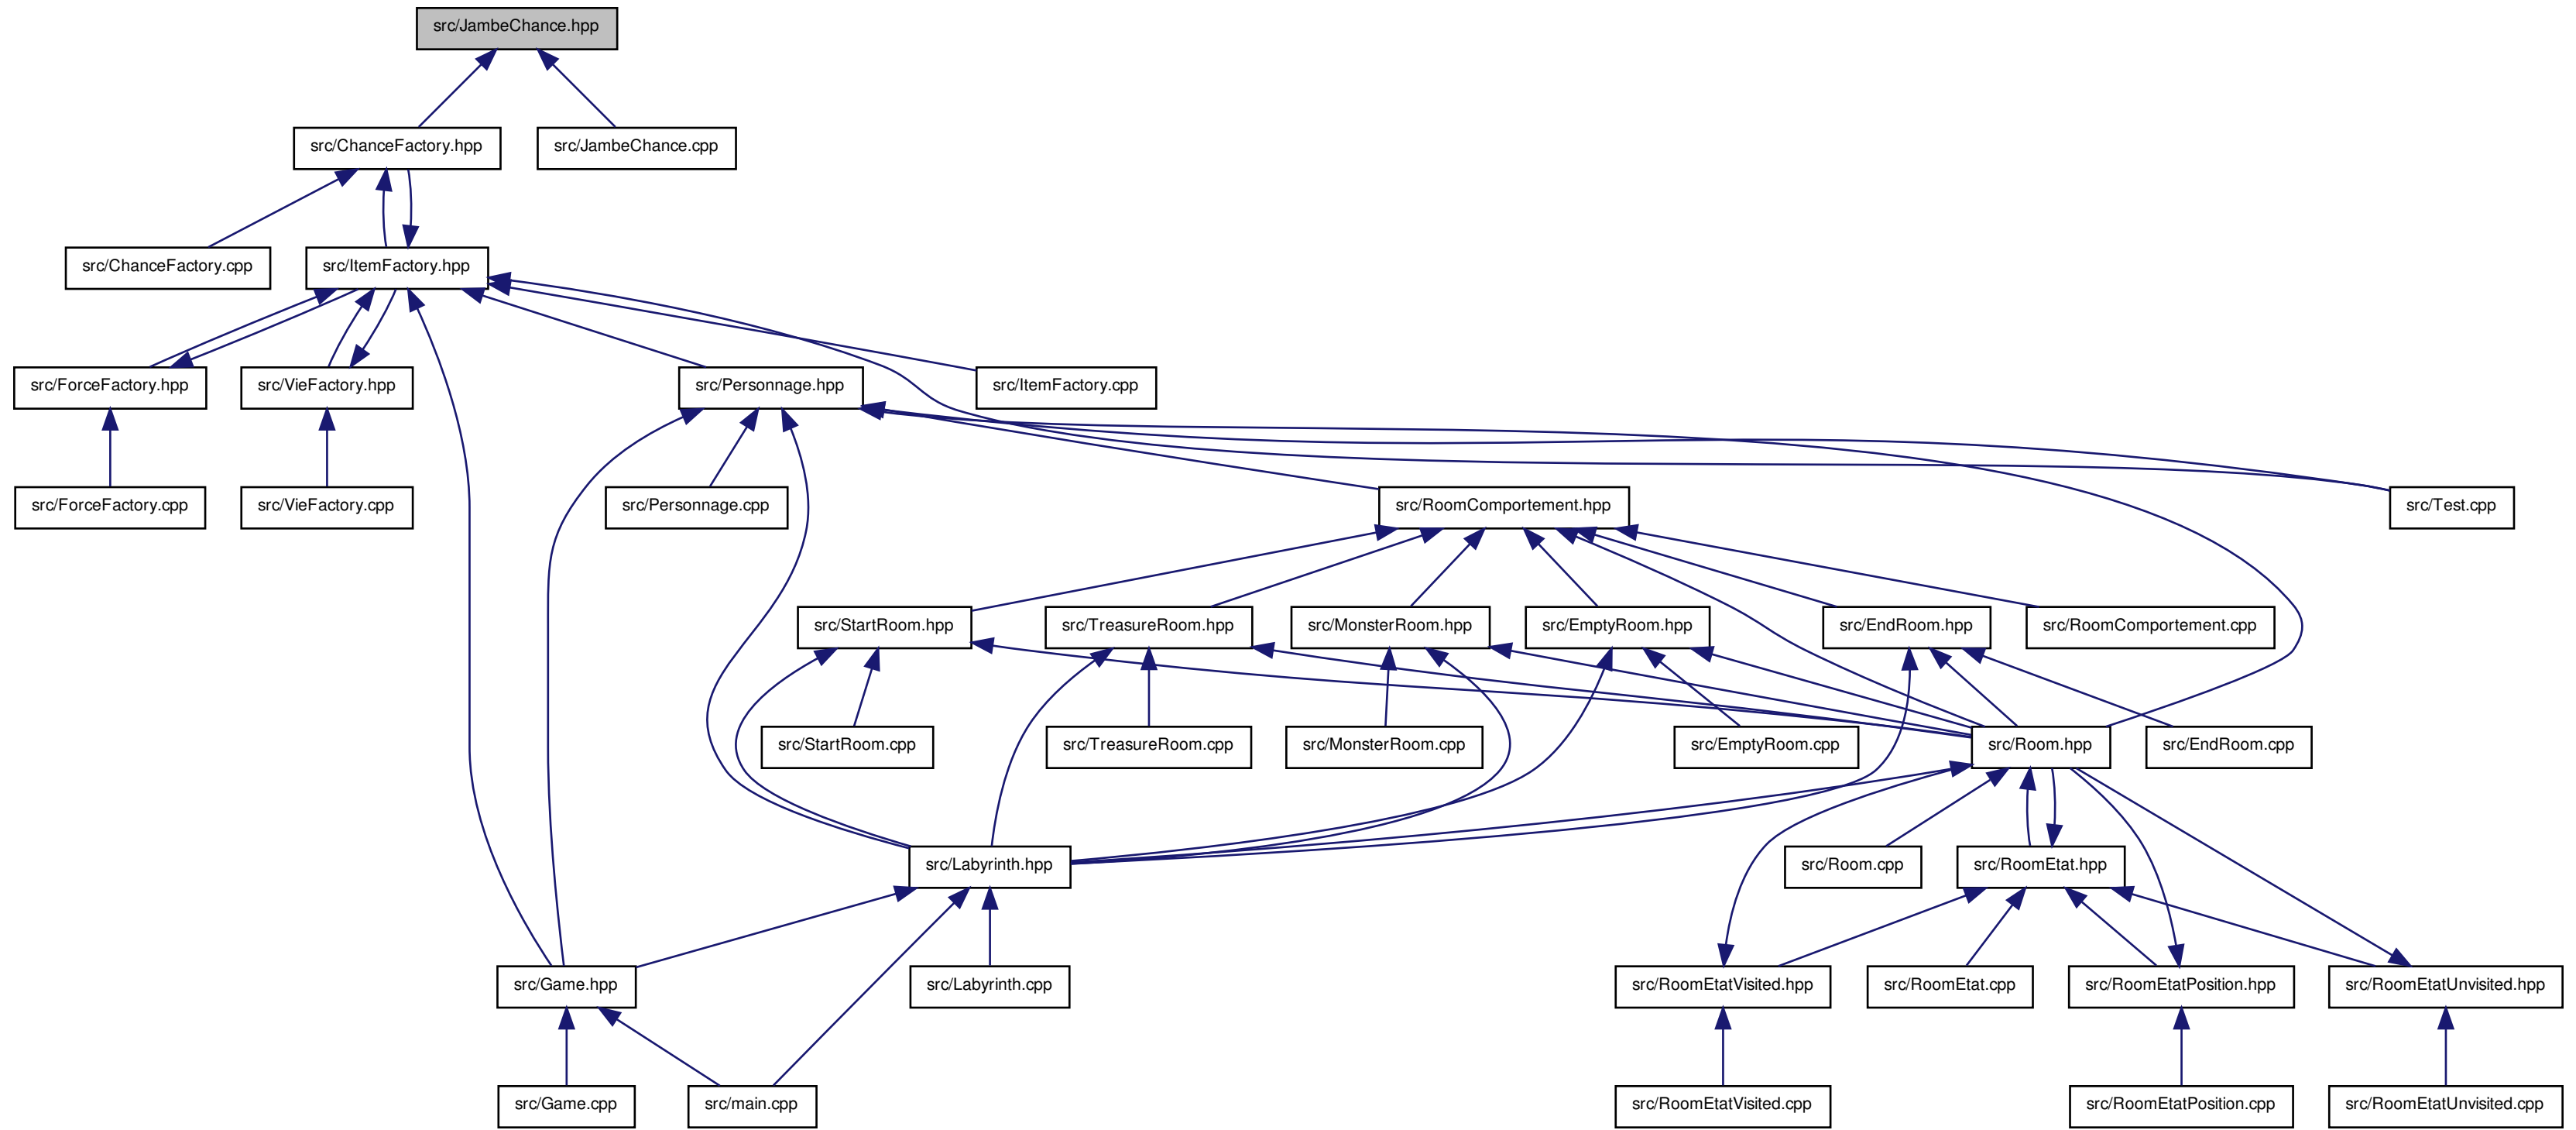 src/JambeChance.hpp
src/ChanceFactory.hpp
src/JambeChance.cpp
src/ChanceFactory.cpp
src/ItemFactory.hpp
src/ForceFactory.hpp
src/VieFactory.hpp
src/Personnage.hpp
src/ItemFactory.cpp
src/ForceFactory.cpp
src/VieFactory.cpp
src/Personnage.cpp
src/RoomComportement.hpp
src/Test.cpp
src/StartRoom.hpp
src/TreasureRoom.hpp
src/MonsterRoom.hpp
src/EmptyRoom.hpp
src/EndRoom.hpp
src/RoomComportement.cpp
src/StartRoom.cpp
src/TreasureRoom.cpp
src/MonsterRoom.cpp
src/EmptyRoom.cpp
src/Room.hpp
src/EndRoom.cpp
src/Labyrinth.hpp
src/Room.cpp
src/RoomEtat.hpp
src/Game.hpp
src/Labyrinth.cpp
src/RoomEtatVisited.hpp
src/RoomEtat.cpp
src/RoomEtatPosition.hpp
src/RoomEtatUnvisited.hpp
src/Game.cpp
src/main.cpp
src/RoomEtatVisited.cpp
src/RoomEtatPosition.cpp
src/RoomEtatUnvisited.cpp